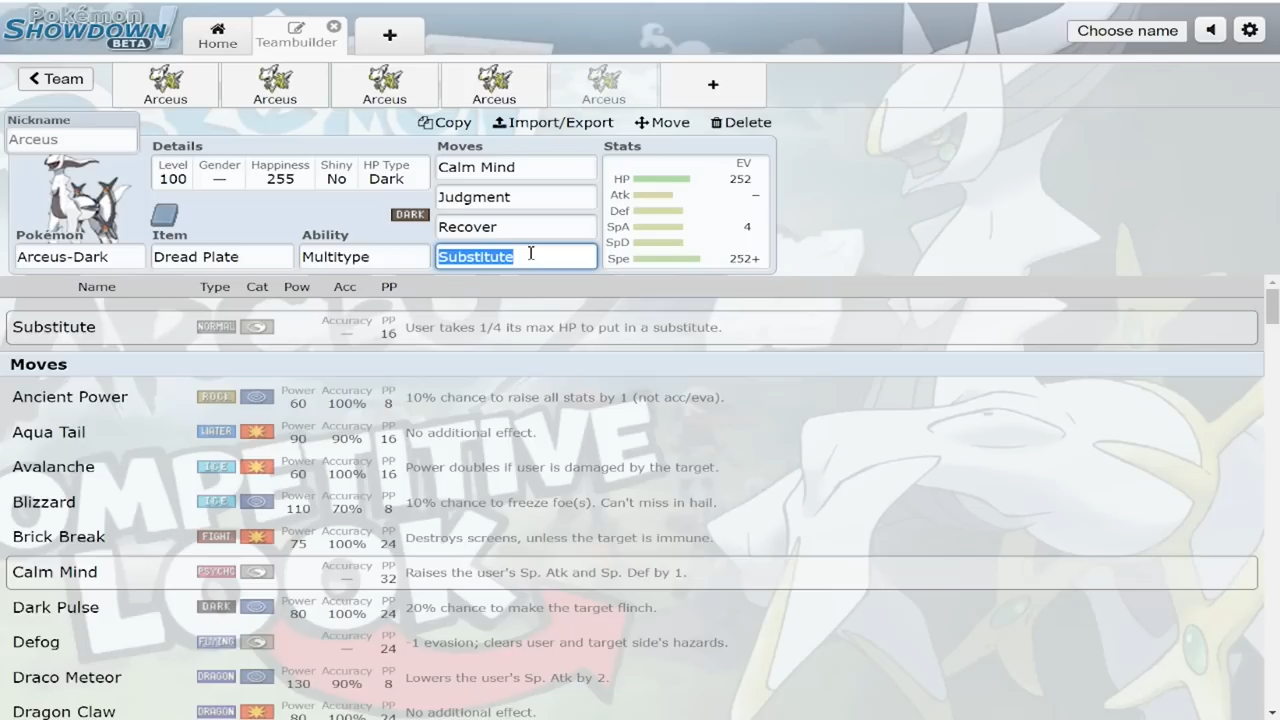 Pokémon
SHOWDOWN!
BETA
Home
Teambuilder
+
Choose name
Team
Arceus
Arceus
Arceus
Arceus
Arceus
+
Copy
Import/Export
Move
Delete
Nickname
Arceus
Details
Moves
Stats
Level
Gender
Happiness
Shiny
HP Type
100
—
255
No
Dark
DARK
Calm Mind
Judgment
Recover
Substitute
EV
HP 252
Atk –
Def
SpA 4
SpD
Spe 252+
Pokémon
Item
Ability
Arceus-Dark
Dread Plate
Multitype
Name Type Cat Pow Acc PP
Substitute NORMAL Accuracy — PP 16 User takes 1/4 its max HP to put in a substitute.
Moves
Ancient Power ROCK Power 60 Accuracy 100% PP 8 10% chance to raise all stats by 1 (not acc/eva).
Aqua Tail WATER Power 90 Accuracy 90% PP 16 No additional effect.
Avalanche ICE Power 60 Accuracy 100% PP 16 Power doubles if user is damaged by the target.
Blizzard ICE Power 110 Accuracy 70% PP 8 10% chance to freeze foe(s). Can't miss in hail.
Brick Break FIGHT Power 75 Accuracy 100% PP 24 Destroys screens, unless the target is immune.
Calm Mind PSYCHC Accuracy — PP 32 Raises the user's Sp. Atk and Sp. Def by 1.
Dark Pulse DARK Power 80 Accuracy 100% PP 24 20% chance to make the target flinch.
Defog FLYING Accuracy — PP 24 -1 evasion; clears user and target side's hazards.
Draco Meteor DRAGON Power 130 Accuracy 90% PP 8 Lowers the user's Sp. Atk by 2.
Dragon Claw DRAGON Power 80 Accuracy 100% PP 24 No additional effect.
OMPETITIVE
LOOK